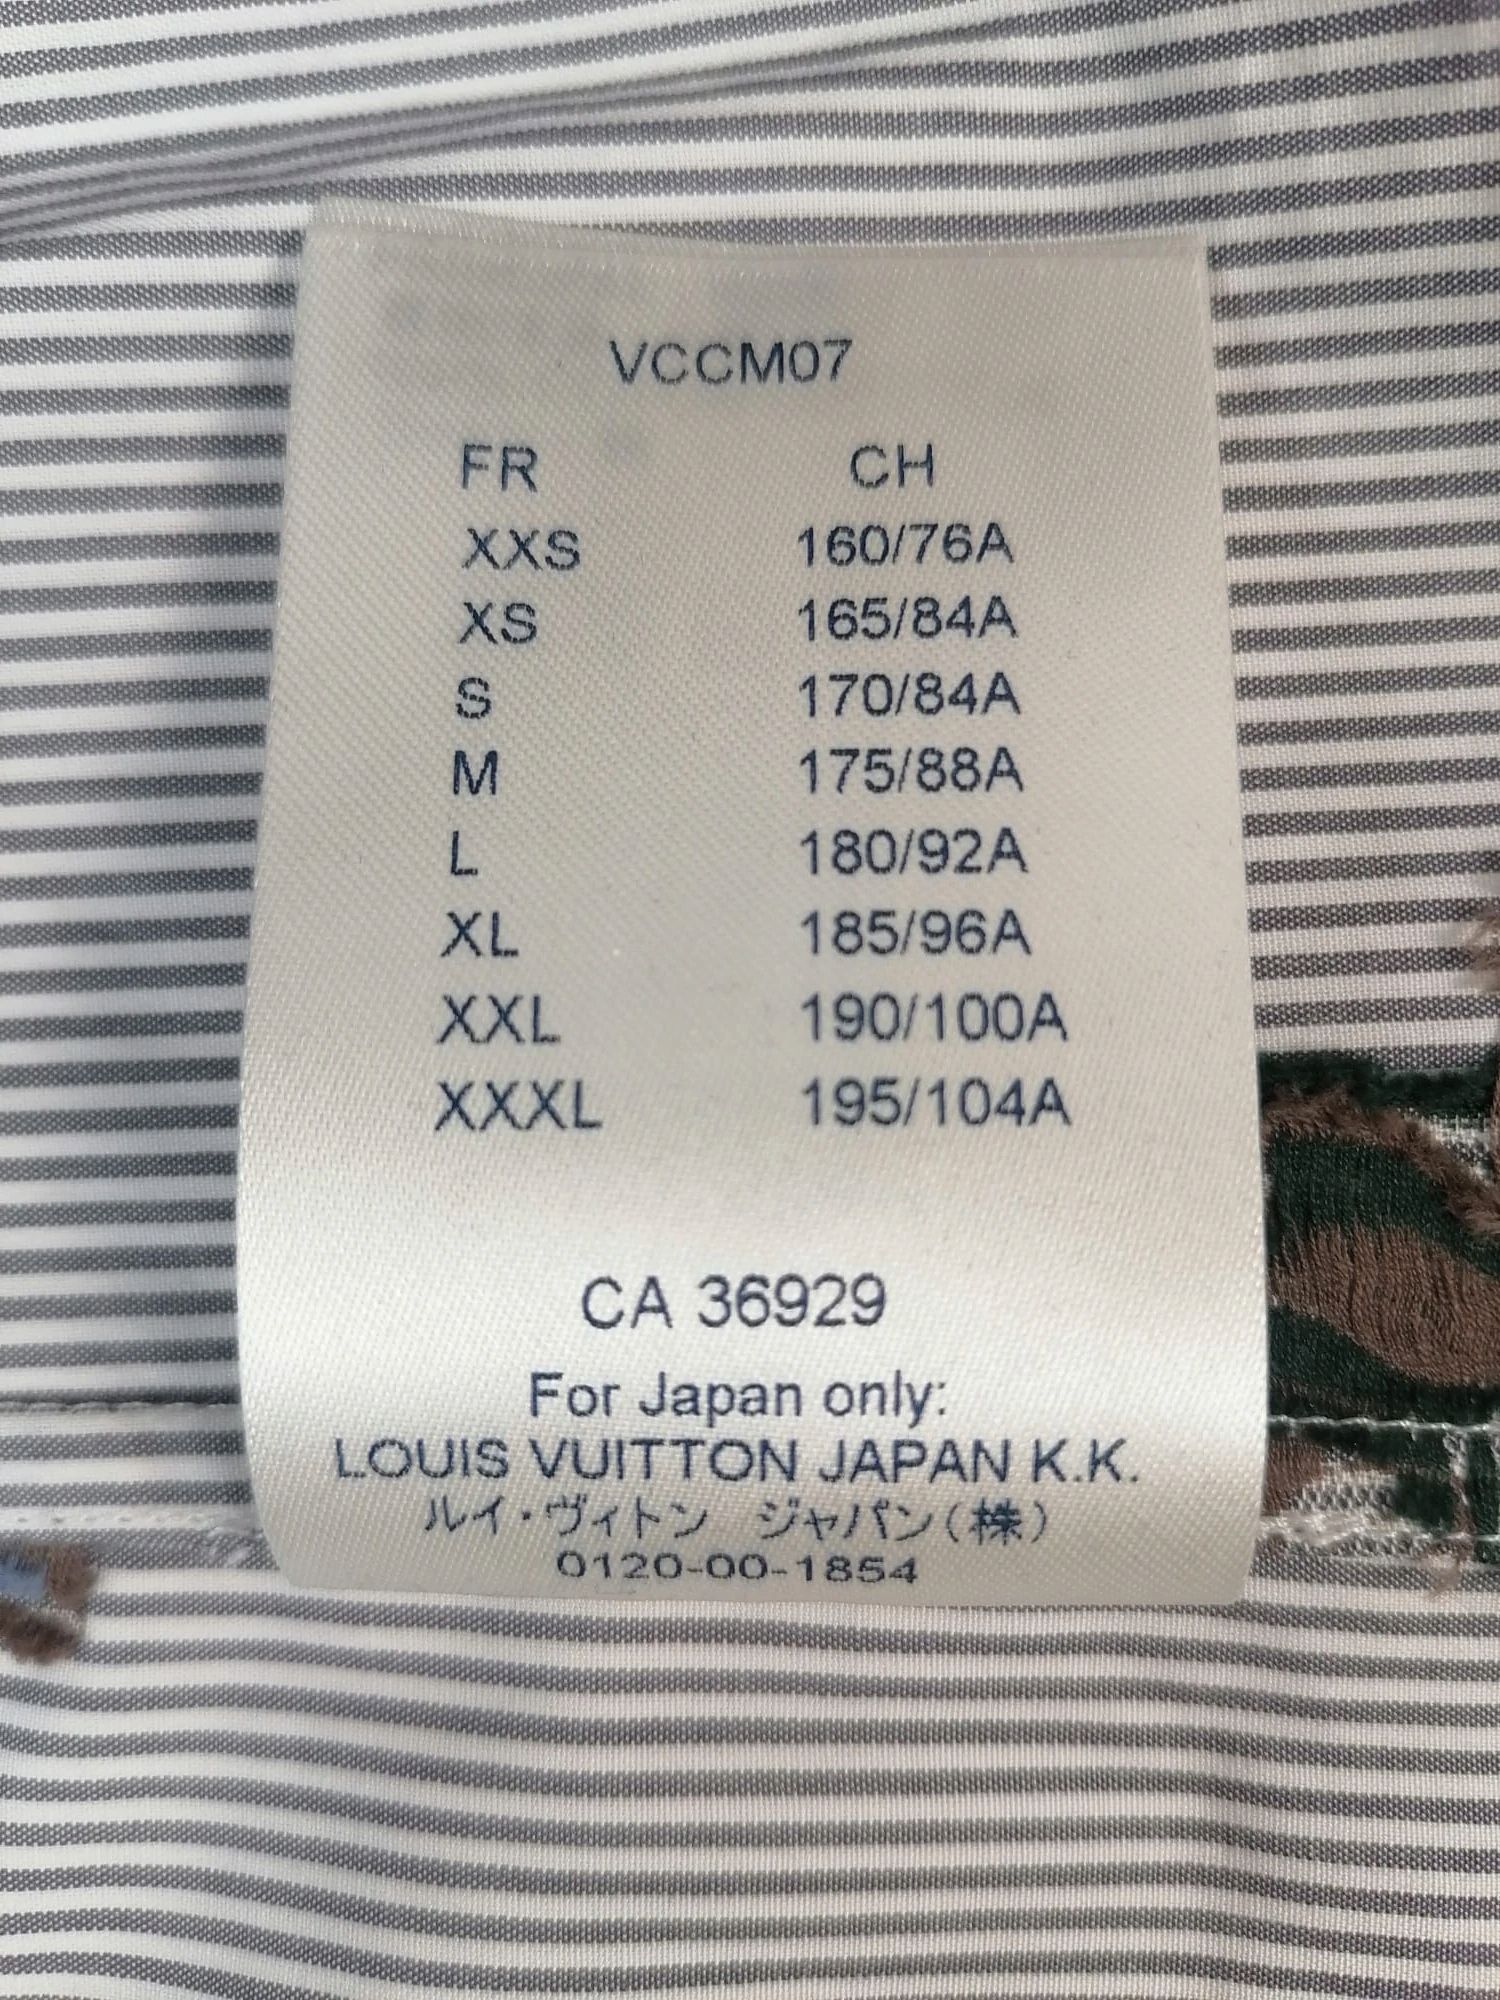 VCCM07
FR CH
XXS 160/76A
XS 165/84A
S 170/84A
M 175/88A
L 180/92A
XL 185/96A
XXL 190/100A
XXXL 195/104A
CA 36929
For Japan only:
LOUIS VUITTON JAPAN K.K.
ルイ・ヴィトン ジャパン(株)
0120-00-1854